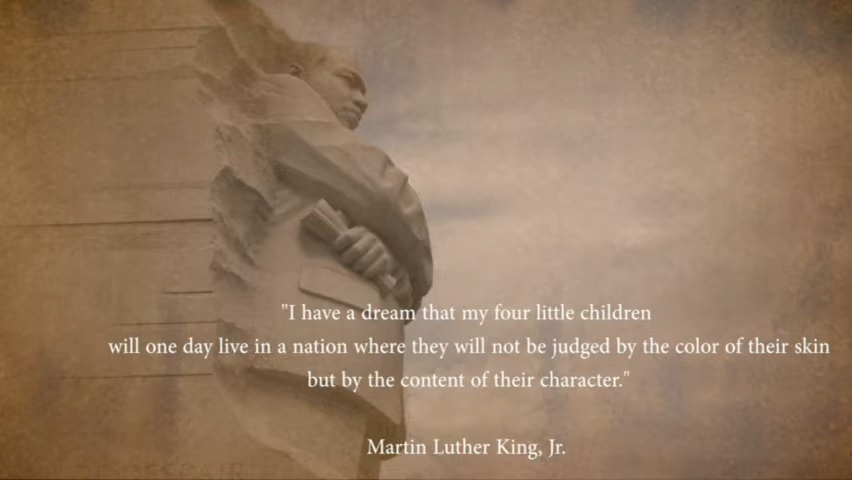 "I have a dream that my four little children
will one day live in a nation where they will not be judged by the color of their skin
but by the content of their character."
Martin Luther King, Jr.
DESPAIR